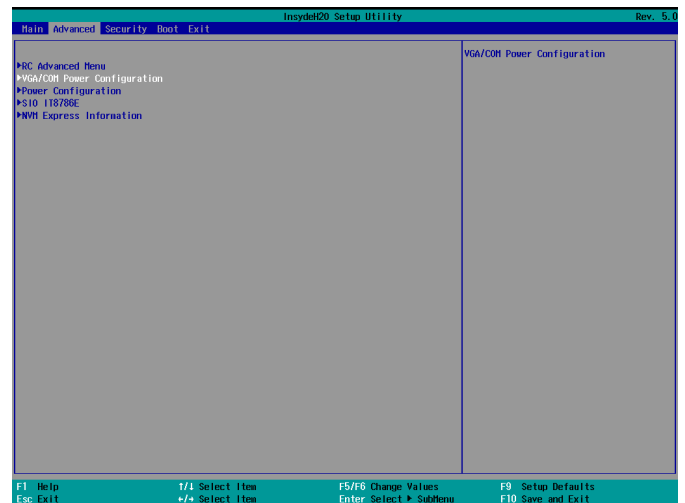 InsydeH20 Setup Utility Rev. 5.0
Main Advanced Security Boot Exit
▶RC Advanced Menu
▶VGA/COM Power Configuration
▶Power Configuration
▶SIO IT8786E
▶NVM Express Information
VGA/COM Power Configuration
F1 Help ↑/↓ Select Item F5/F6 Change Values F9 Setup Defaults
Esc Exit ←/→ Select Item Enter Select ▶ SubMenu F10 Save and Exit